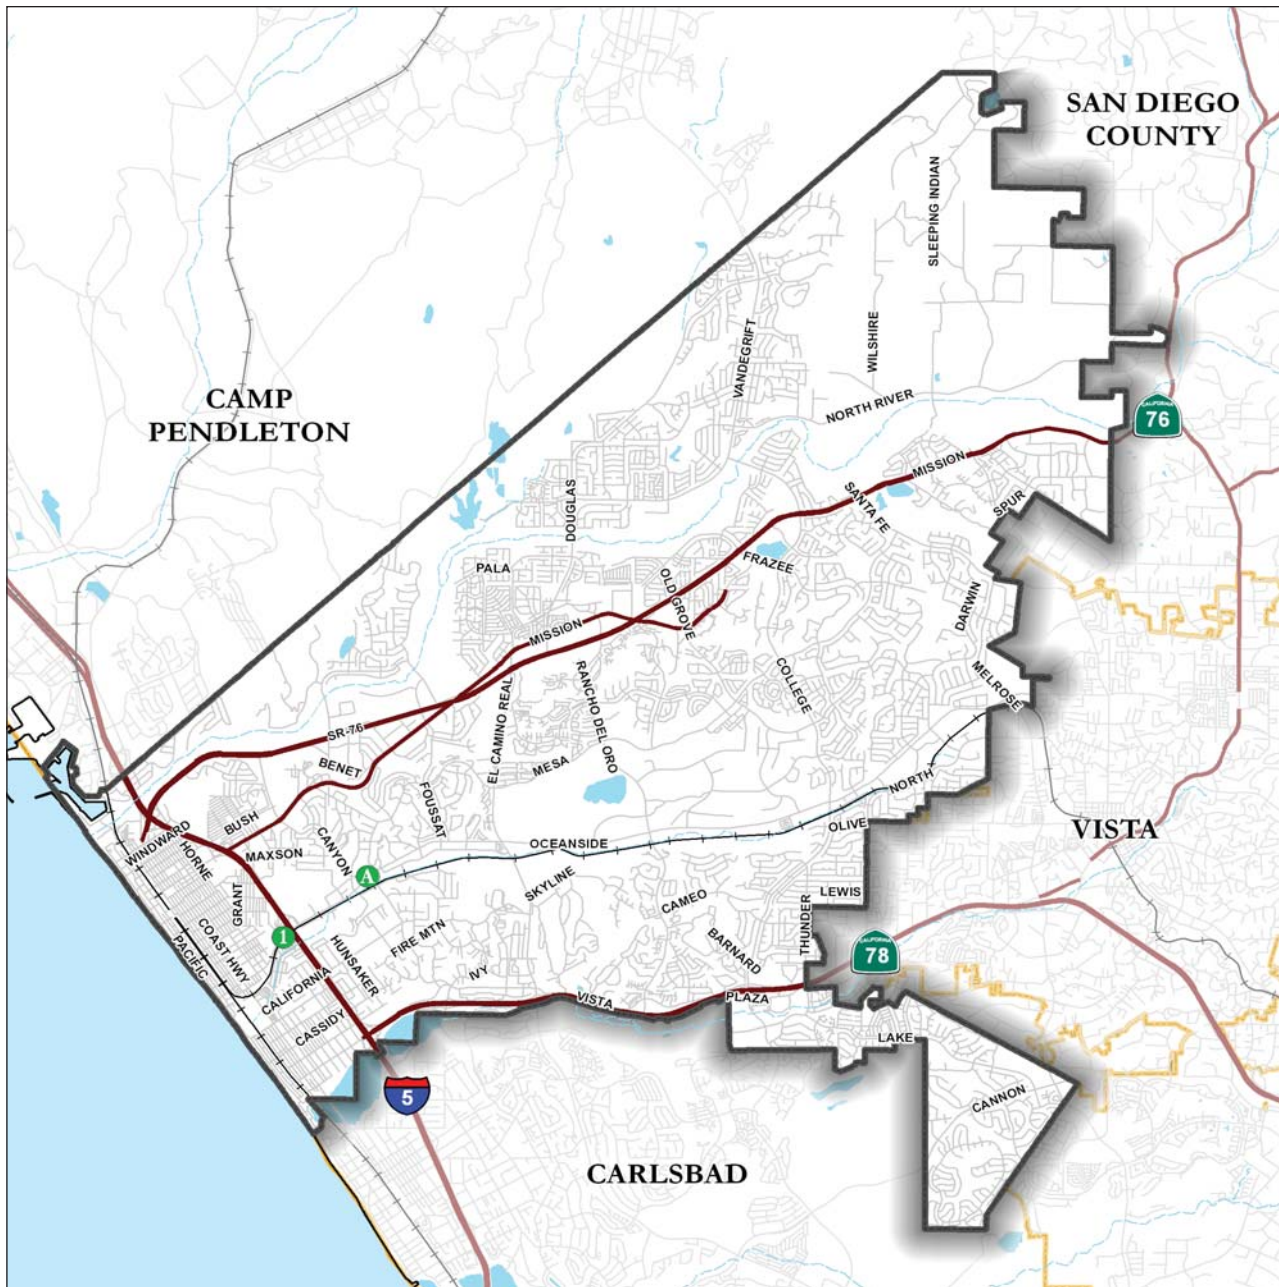 SAN DIEGO
COUNTY
SLEEPING INDIAN
WILSHIRE
VANDEGRIFT
CAMP
PENDLETON
NORTH RIVER
CALIFORNIA
76
MISSION
SANTA FE
SPUR
DOUGLAS
FRAZEE
PALA
OLD GROVE
DARWIN
MISSION
COLLEGE
MELROSE
RANCHO DEL ORO
EL CAMINO REAL
SR-76
BENET
MESA
NORTH
FOUSSAT
BUSH
WINDWARD
HORNE
MAXSON
CANYON
OCEANSIDE
OLIVE
VISTA
A
SKYLINE
CAMEO
LEWIS
THUNDER
GRANT
COAST HWY
PACIFIC
1
HUNSAKER
FIRE MTN
BARNARD
CALIFORNIA
78
CALIFORNIA
IVY
CASSIDY
VISTA
PLAZA
LAKE
5
CANNON
CARLSBAD